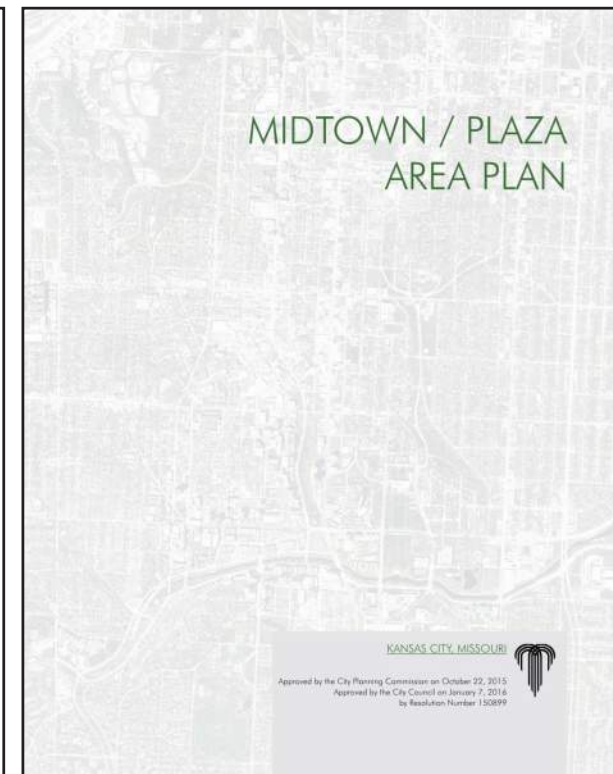 MIDTOWN / PLAZA
AREA PLAN
KANSAS CITY, MISSOURI
Approved by the City Planning Commission on October 22, 2015
Approved by the City Council on January 7, 2016
by Resolution Number 150899